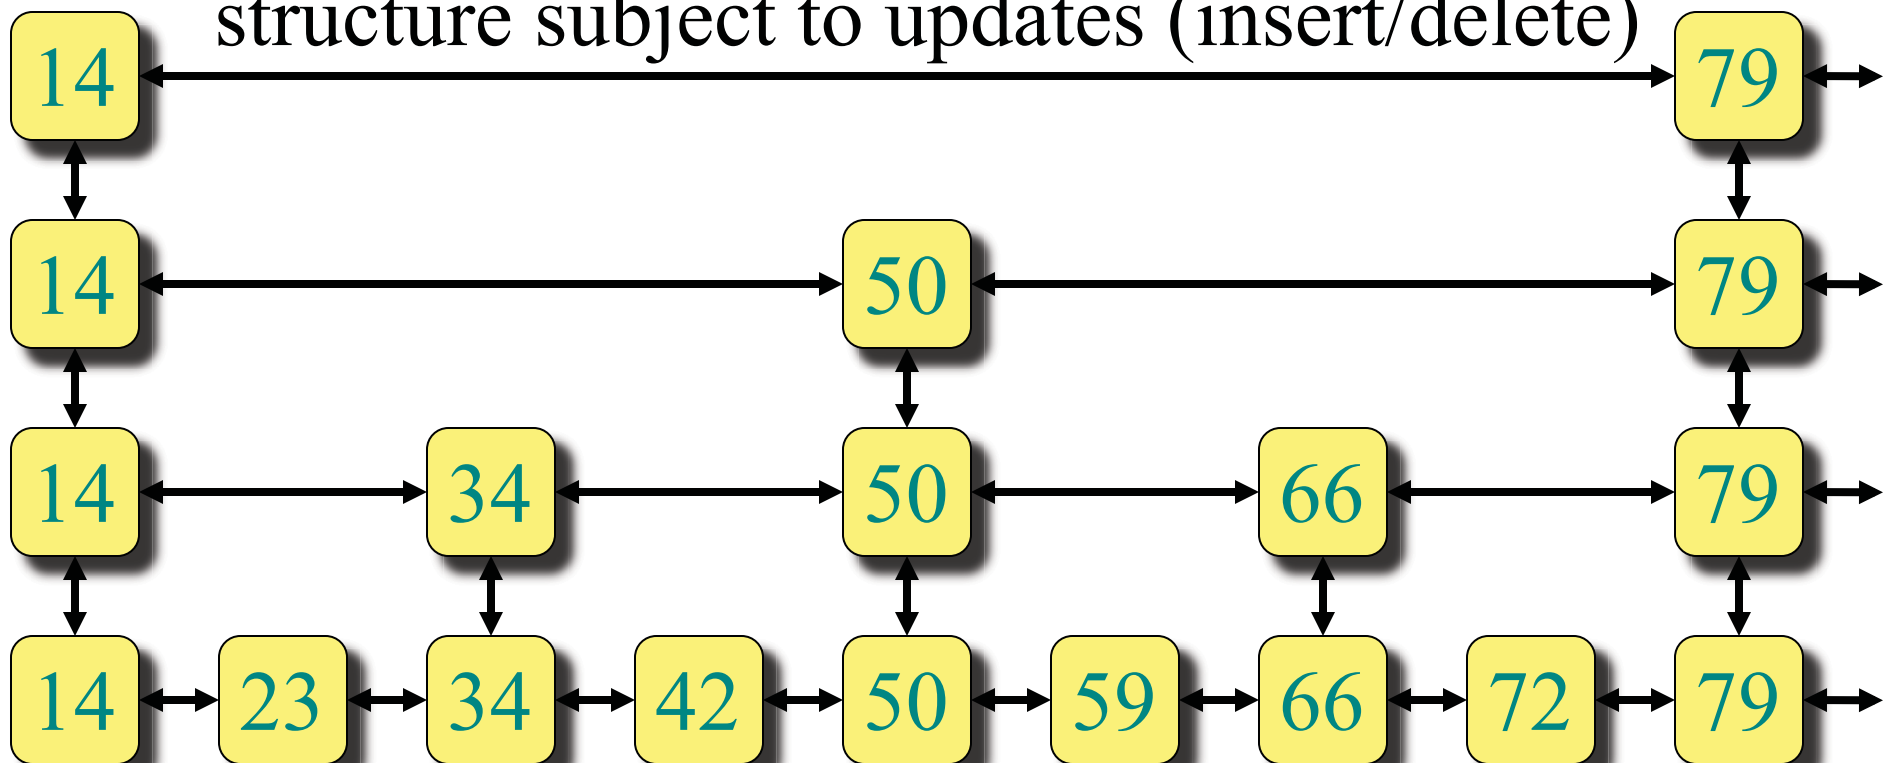 structure subject to updates (insert/delete)
14 79
14 50 79
14 34 50 66 79
14 23 34 42 50 59 66 72 79